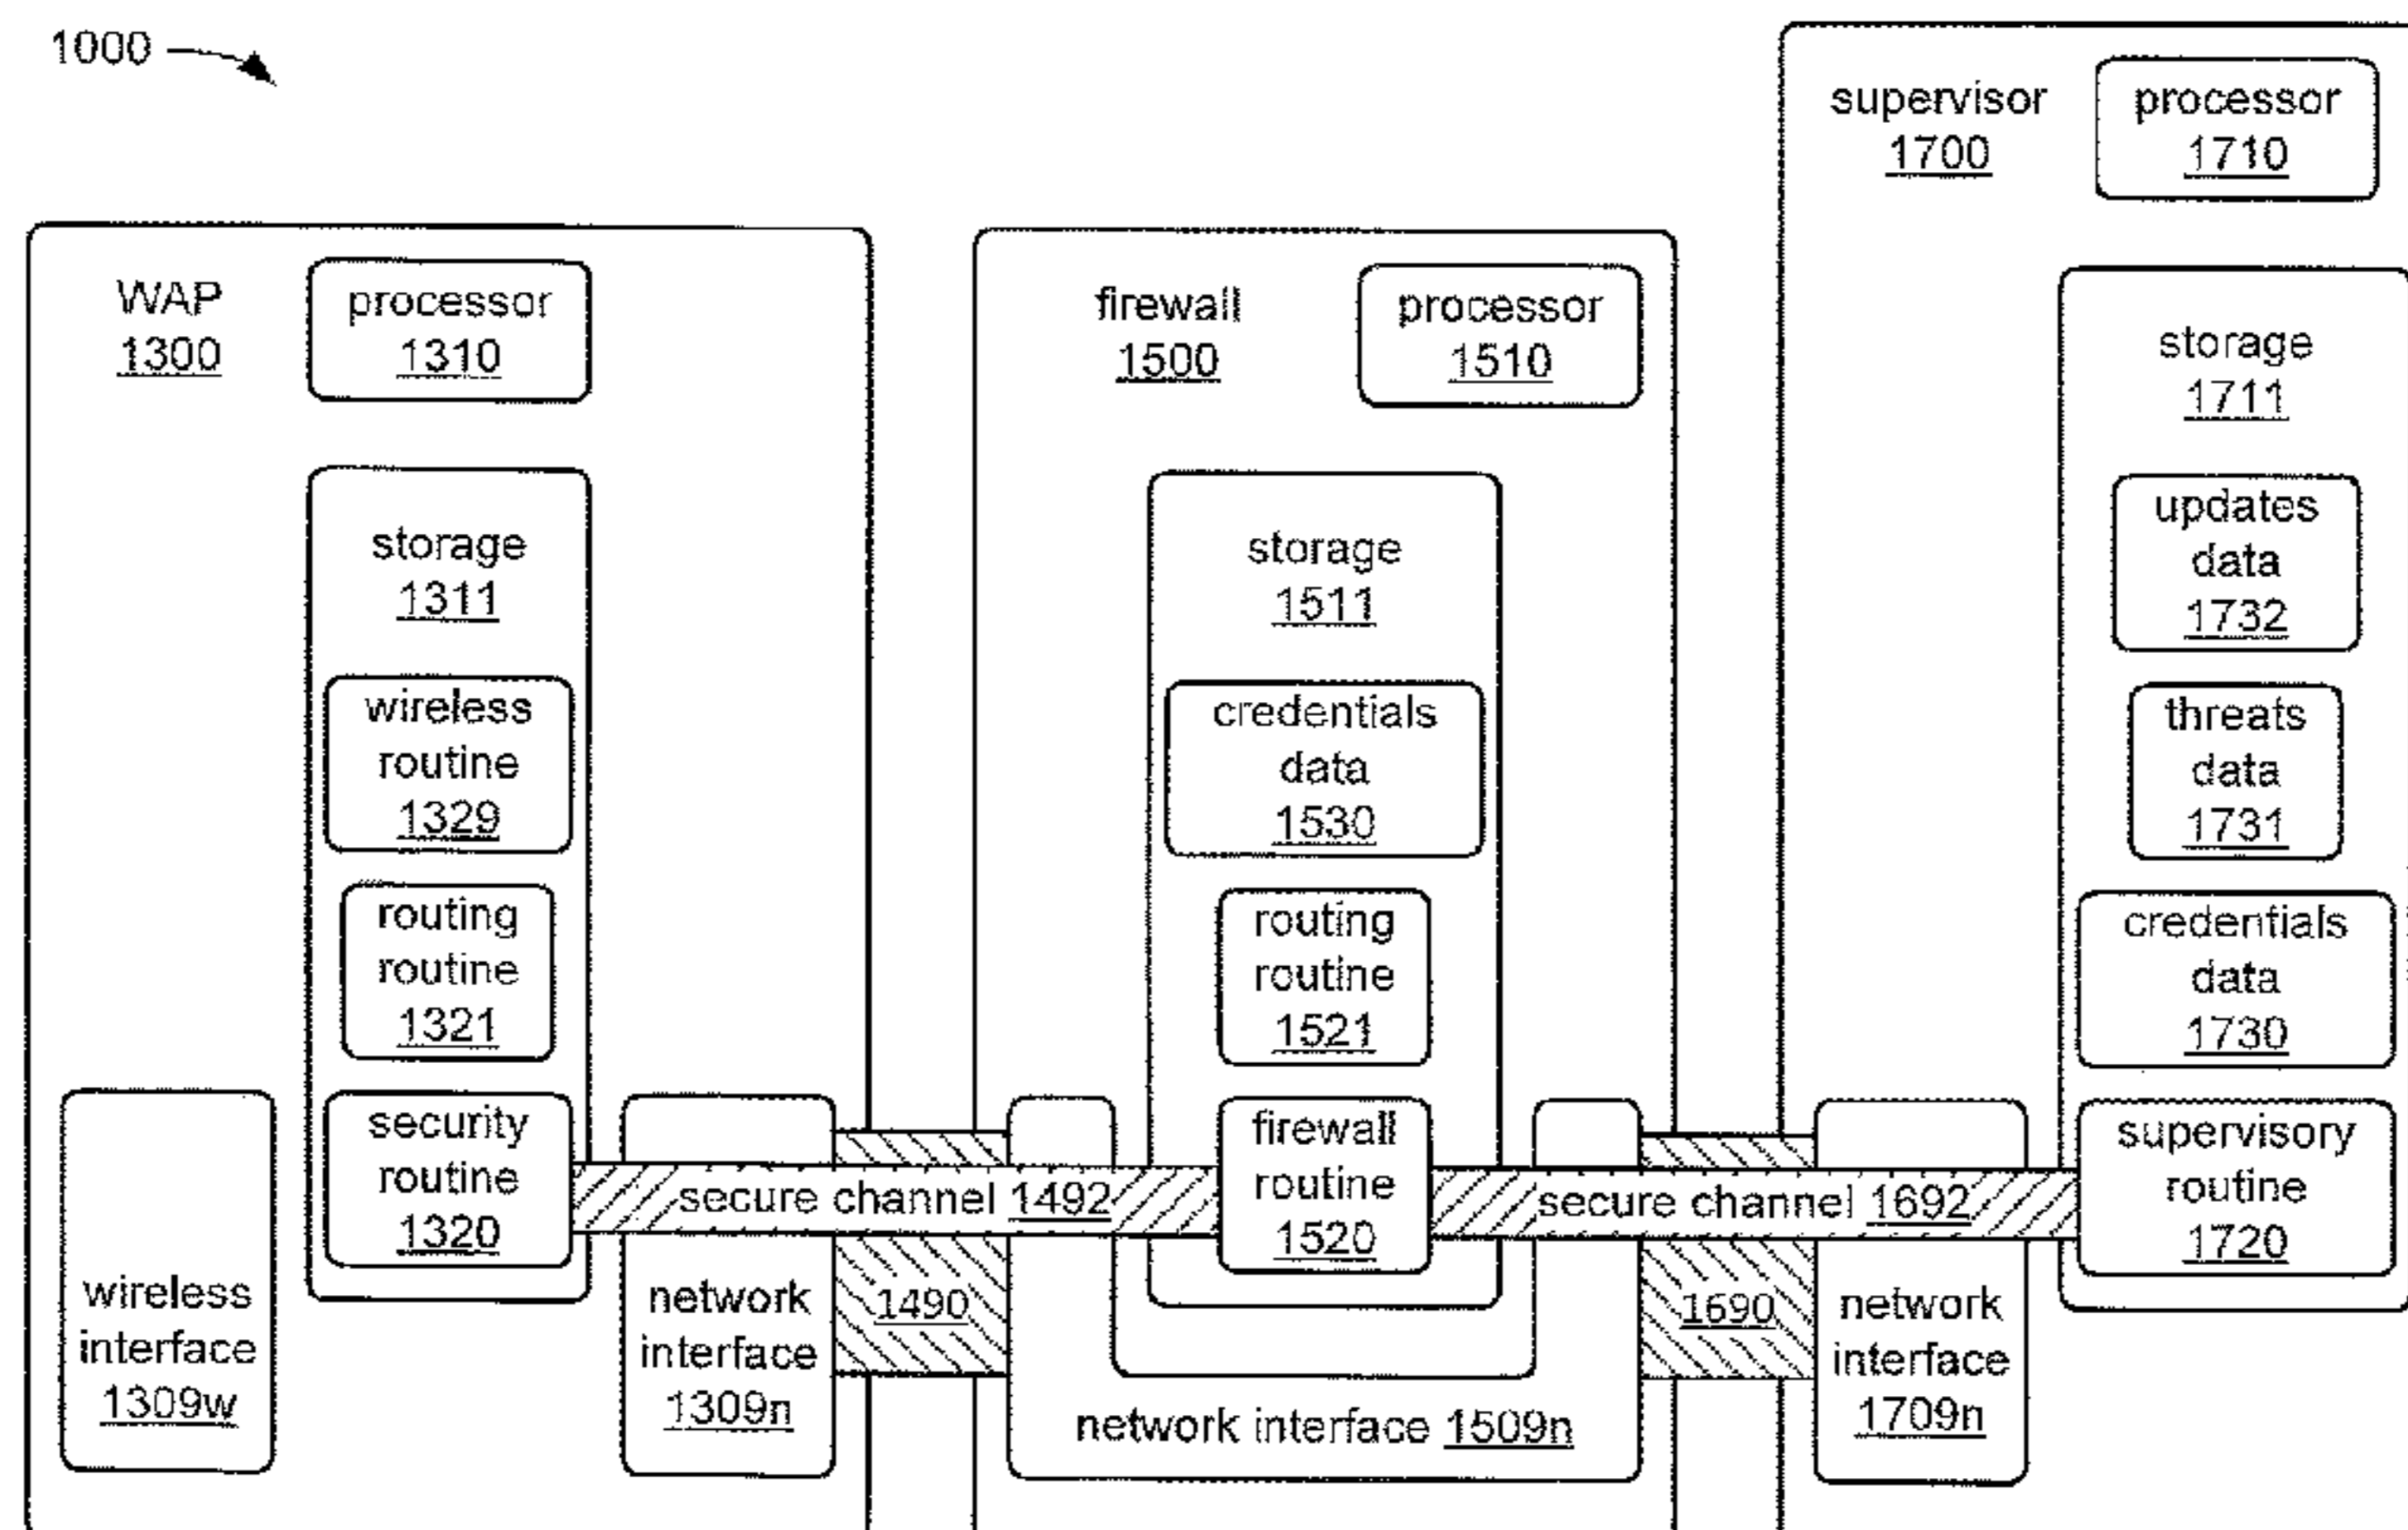 1000
supervisor
1700
processor
1710
WAP
1300
processor
1310
firewall
1500
processor
1510
storage
1711
storage
1311
storage
1511
updates
data
1732
wireless
routine
1329
credentials
data
1530
threats
data
1731
routing
routine
1321
routing
routine
1521
credentials
data
1730
security
routine
1320
secure channel 1492
firewall
routine
1520
secure channel 1692
supervisory
routine
1720
wireless
interface
1309w
network
interface
1309n
1490
network interface 1509n
1690
network
interface
1709n